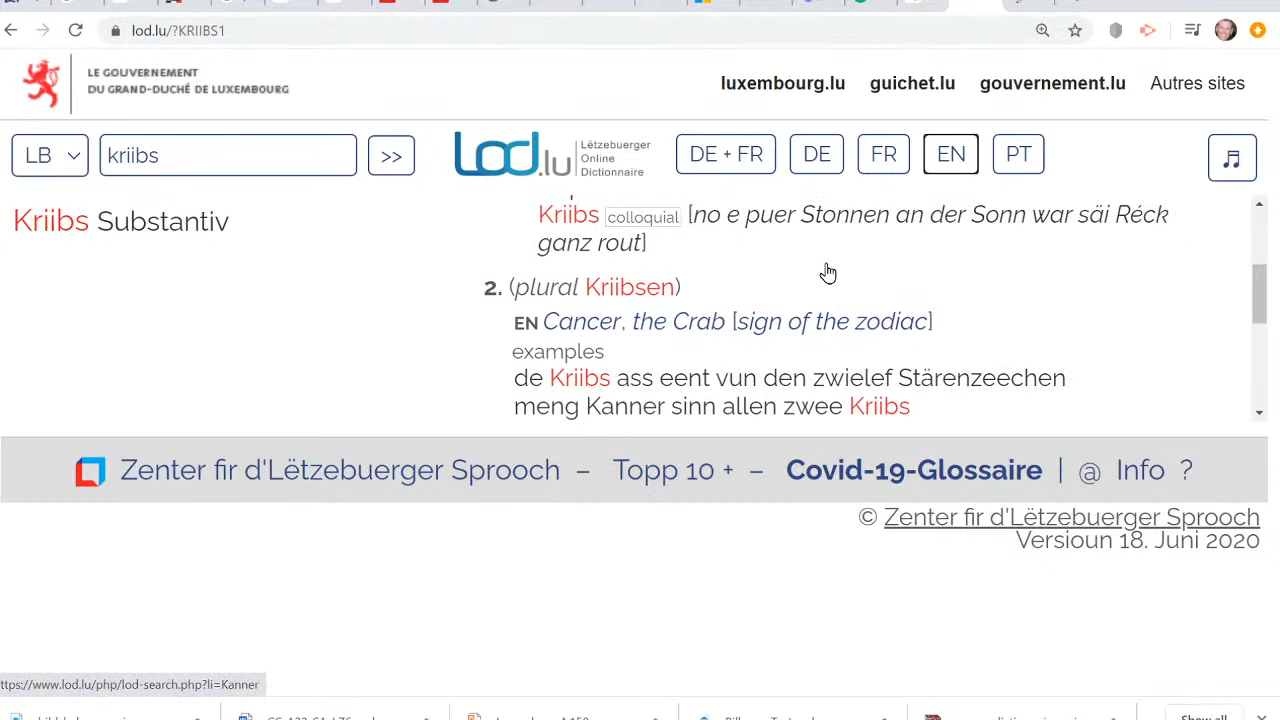 lod.lu/?KRIIBS1
LE GOUVERNEMENT
DU GRAND-DUCHÉ DE LUXEMBOURG
luxembourg.lu guichet.lu gouvernement.lu Autres sites
LB kriibs >> Lod.lu Lëtzebuerger Online Dictionnaire DE + FR DE FR EN PT
Kriibs Substantiv
Kriibs colloquial [no e puer Stonnen an der Sonn war säi Réck
ganz rout]
2. (plural Kriibsen)
EN Cancer, the Crab [sign of the zodiac]
examples
de Kriibs ass eent vun den zwielef Stärenzeechen
meng Kanner sinn allen zwee Kriibs
Zenter fir d'Lëtzebuerger Sprooch – Topp 10 + – Covid-19-Glossaire | @ Info ?
© Zenter fir d'Lëtzebuerger Sprooch
Versioun 18. Juni 2020
ttps://www.lod.lu/php/lod-search.php?li=Kanner
Show all